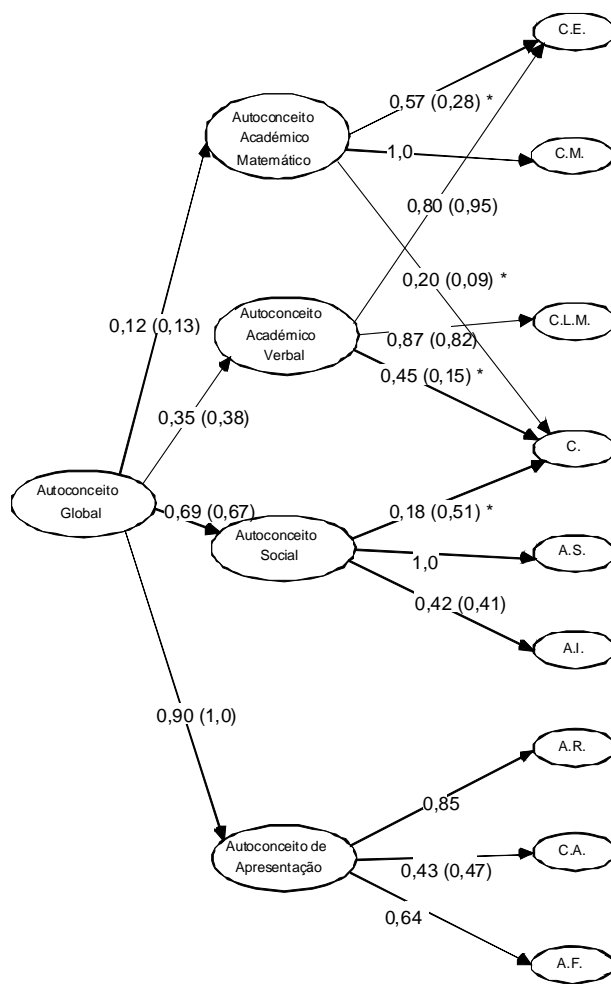 C.E.
0,57 (0,28) *
Autoconceito
Académico
Matemático
1,0
C.M.
0,80 (0,95)
0,20 (0,09) *
0,12 (0,13)
Autoconceito
Académico
Verbal
C.L.M.
0,87 (0,82)
0,45 (0,15) *
0,35 (0,38)
C.
Autoconceito
Global
0,69 (0,67)
0,18 (0,51) *
Autoconceito
Social
A.S.
1,0
0,42 (0,41)
A.I.
0,90 (1,0)
A.R.
0,85
Autoconceito de
Apresentação
C.A.
0,43 (0,47)
0,64
A.F.